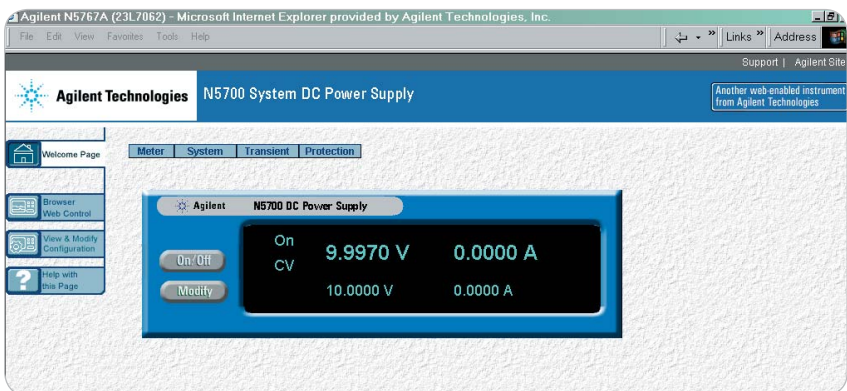 Agilent N5767A (23L7062) - Microsoft Internet Explorer provided by Agilent Technologies, Inc.
File Edit View Favorites Tools Help
» Links » Address
Support | Agilent Site
Agilent Technologies N5700 System DC Power Supply
Another web-enabled instrument
from Agilent Technologies
Welcome Page
Meter System Transient Protection
Browser
Web Control
View & Modify
Configuration
Help with
this Page
Agilent N5700 DC Power Supply
On/Off
Modify
On
CV
9.9970 V 0.0000 A
10.0000 V 0.0000 A